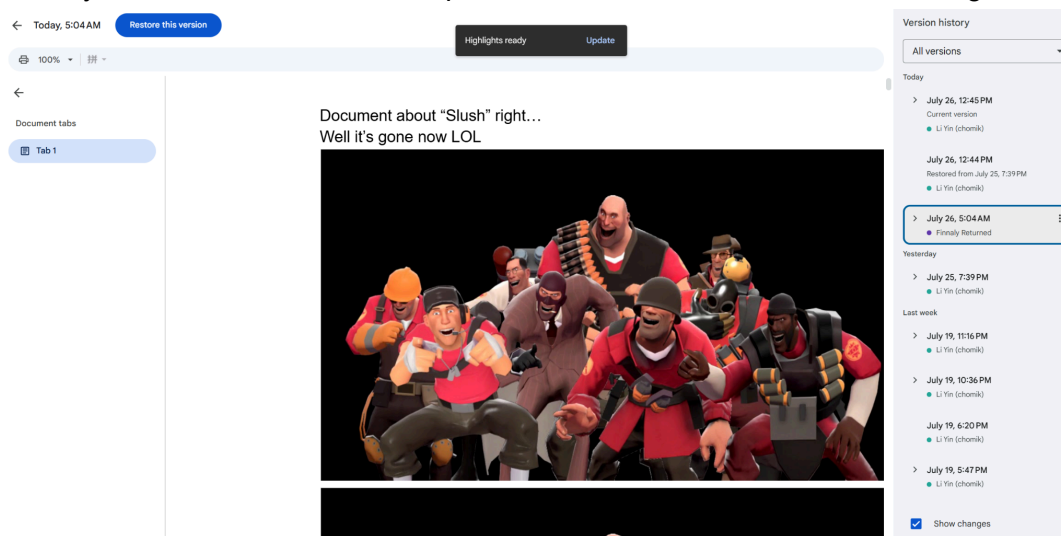 Today, 5:04 AM
Restore this version
Highlights ready
Update
100%
Document tabs
Tab 1
Document about “Slush” right…
Well it's gone now LOL
Version history
All versions
Today
July 26, 12:45 PM
Current version
Li Yin (chomik)
July 26, 12:44 PM
Restored from July 25, 7:39 PM
Li Yin (chomik)
July 26, 5:04 AM
Finnaly Returned
Yesterday
July 25, 7:39 PM
Li Yin (chomik)
Last week
July 19, 11:16 PM
Li Yin (chomik)
July 19, 10:36 PM
Li Yin (chomik)
July 19, 6:20 PM
Li Yin (chomik)
July 19, 5:47 PM
Li Yin (chomik)
Show changes